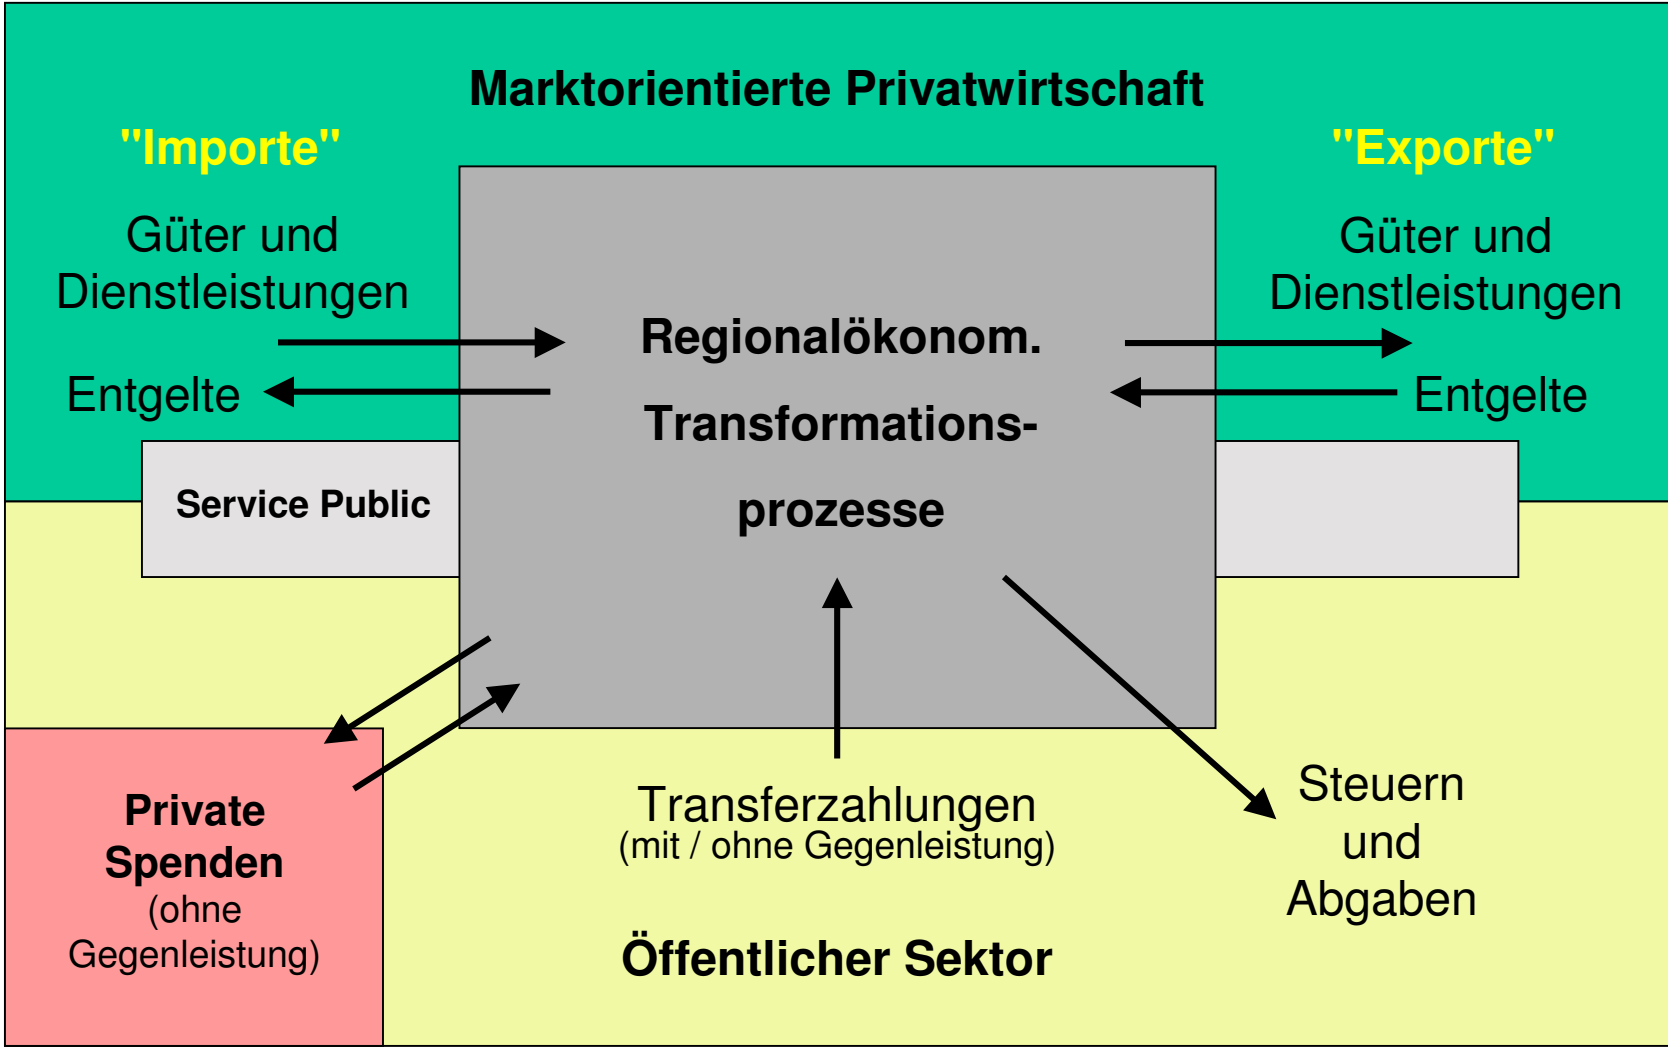 Marktorientierte Privatwirtschaft
"Importe"
"Exporte"
Güter und
Dienstleistungen
Entgelte
Güter und
Dienstleistungen
Entgelte
Regionalökonom.
Transformations-
prozesse
Service Public
Private
Spenden
(ohne
Gegenleistung)
Transferzahlungen
(mit / ohne Gegenleistung)
Steuern
und
Abgaben
Öffentlicher Sektor